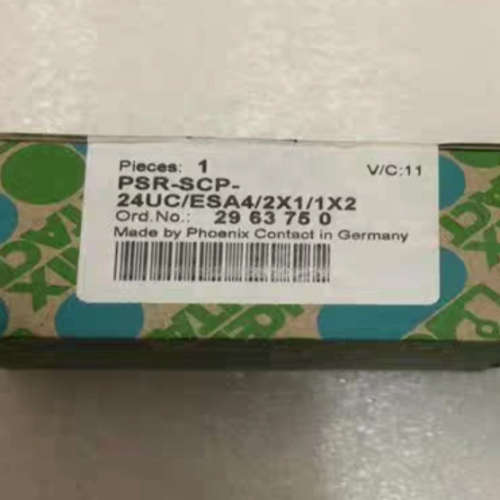 Pieces: 1
V/C:11
PSR-SCP-
24UC/ESA4/2X1/1X2
Ord.No.: 29 63 75 0
Made by Phoenix Contact in Germany